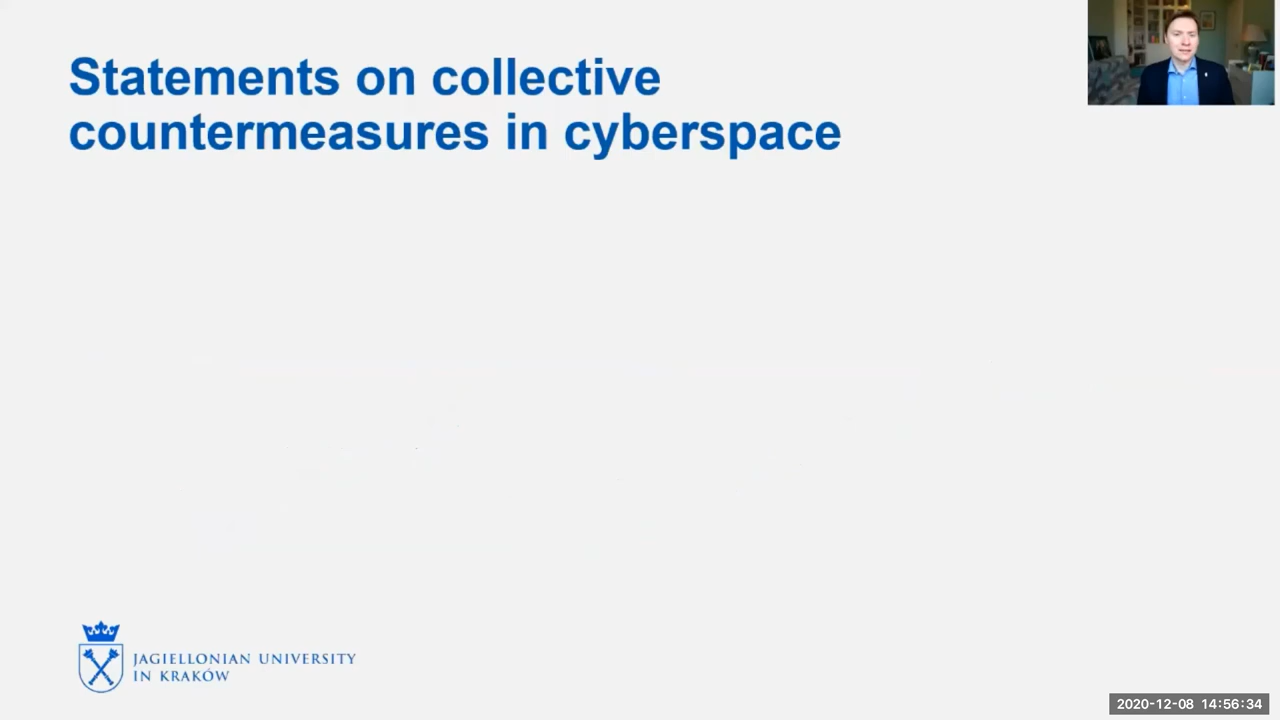 Statements on collective
countermeasures in cyberspace
JAGIELLONIAN UNIVERSITY
IN KRAKÓW
2020-12-08 14:56:34